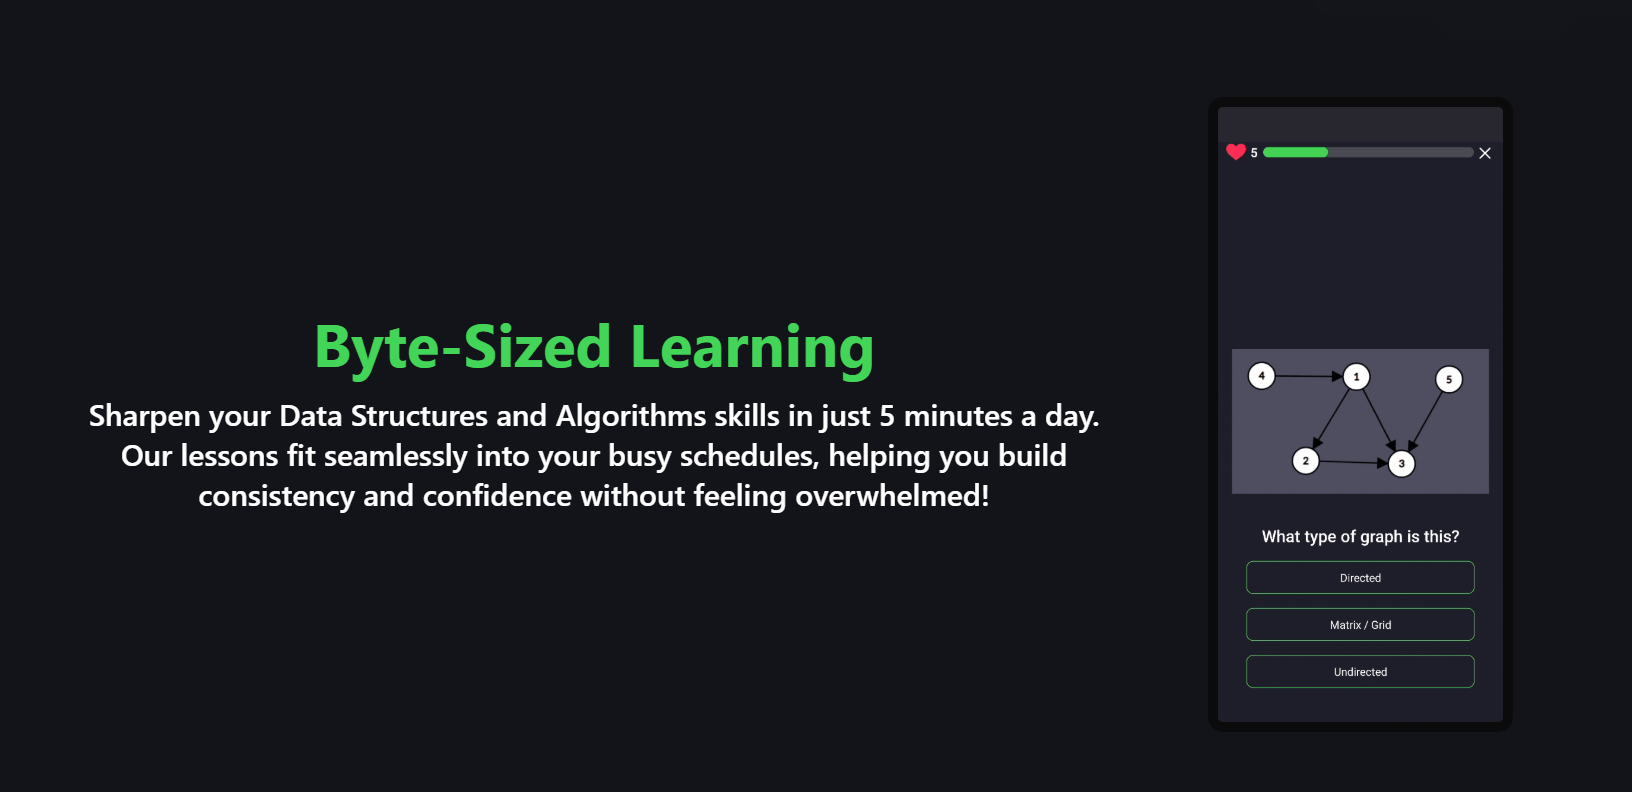 Byte-Sized Learning
Sharpen your Data Structures and Algorithms skills in just 5 minutes a day.
Our lessons fit seamlessly into your busy schedules, helping you build
consistency and confidence without feeling overwhelmed!
5
4
1
5
2
3
What type of graph is this?
Directed
Matrix / Grid
Undirected